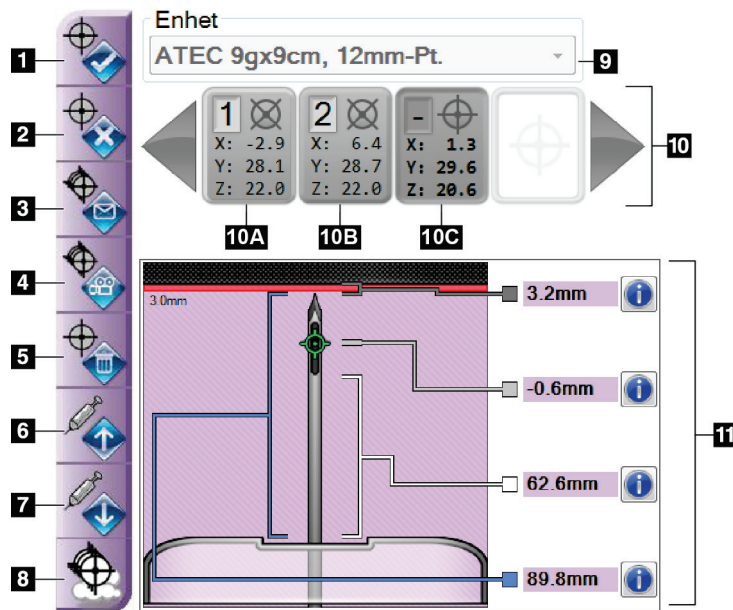 Enhet
1
ATEC 9gx9cm, 12mm-Pt.
9
2
1
X: -2.9
Y: 28.1
Z: 22.0
2
X: 6.4
Y: 28.7
Z: 22.0
-
X: 1.3
Y: 29.6
Z: 20.6
10
3
10A
10B
10C
4
3.0mm
3.2mm
5
-0.6mm
6
11
62.6mm
7
8
89.8mm